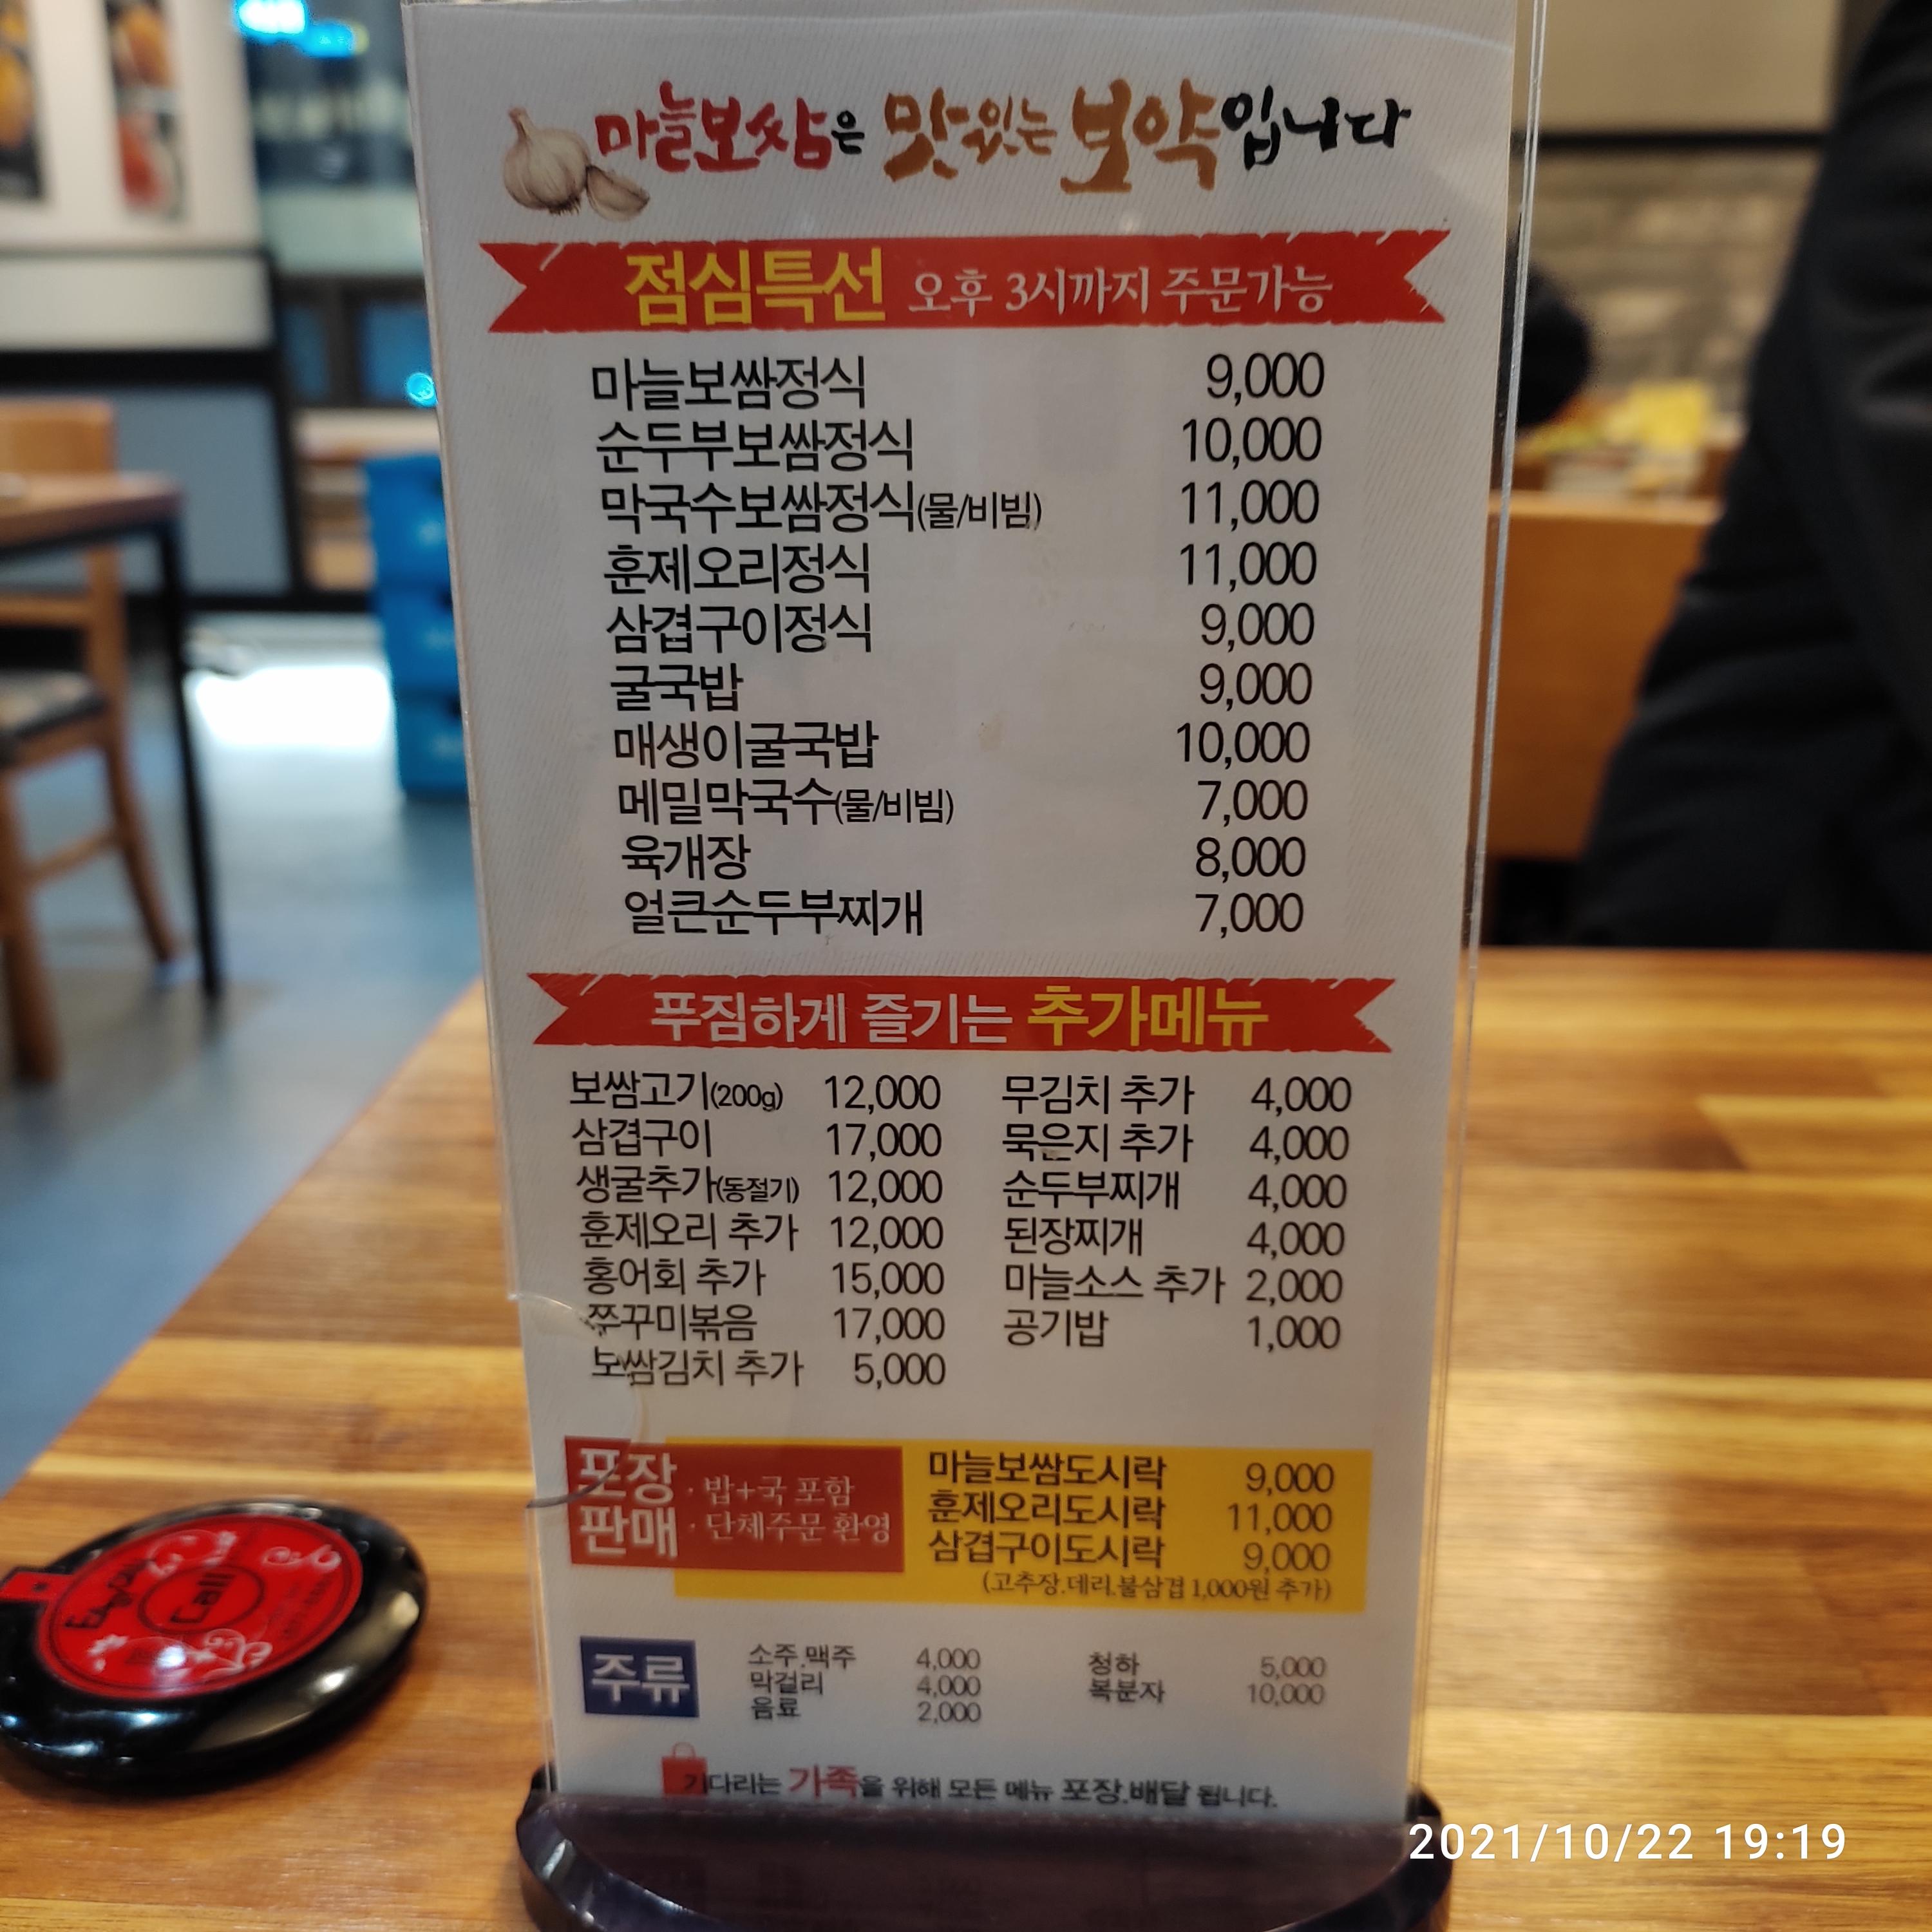 마늘보쌈은 맛있는 보약입니다
점심특선 오후 3시까지 주문가능
마늘보쌈정식 9,000
순두부보쌈정식 10,000
막국수보쌈정식(물/비빔) 11,000
훈제오리정식 11,000
삼겹구이정식 9,000
굴국밥 9,000
매생이굴국밥 10,000
메밀막국수(물/비빔) 7,000
육개장 8,000
얼큰순두부찌개 7,000
푸짐하게 즐기는 추가메뉴
보쌈고기(200g) 12,000
삼겹구이 17,000
생굴추가(동절기) 12,000
훈제오리 추가 12,000
홍어회 추가 15,000
쭈꾸미볶음 17,000
보쌈김치 추가 5,000
무김치 추가 4,000
묵은지 추가 4,000
순두부찌개 4,000
된장찌개 4,000
마늘소스 추가 2,000
공기밥 1,000
포장
판매
· 밥+국 포함
· 단체주문 환영
마늘보쌈도시락 9,000
훈제오리도시락 11,000
삼겹구이도시락 9,000
(고추장.데리.불삼겹 1,000원 추가)
주류
소주.맥주 4,000
막걸리 4,000
음료 2,000
청하 5,000
복분자 10,000
기다리는 가족을 위해 모든 메뉴 포장.배달 됩니다.
Call
2021/10/22 19:19